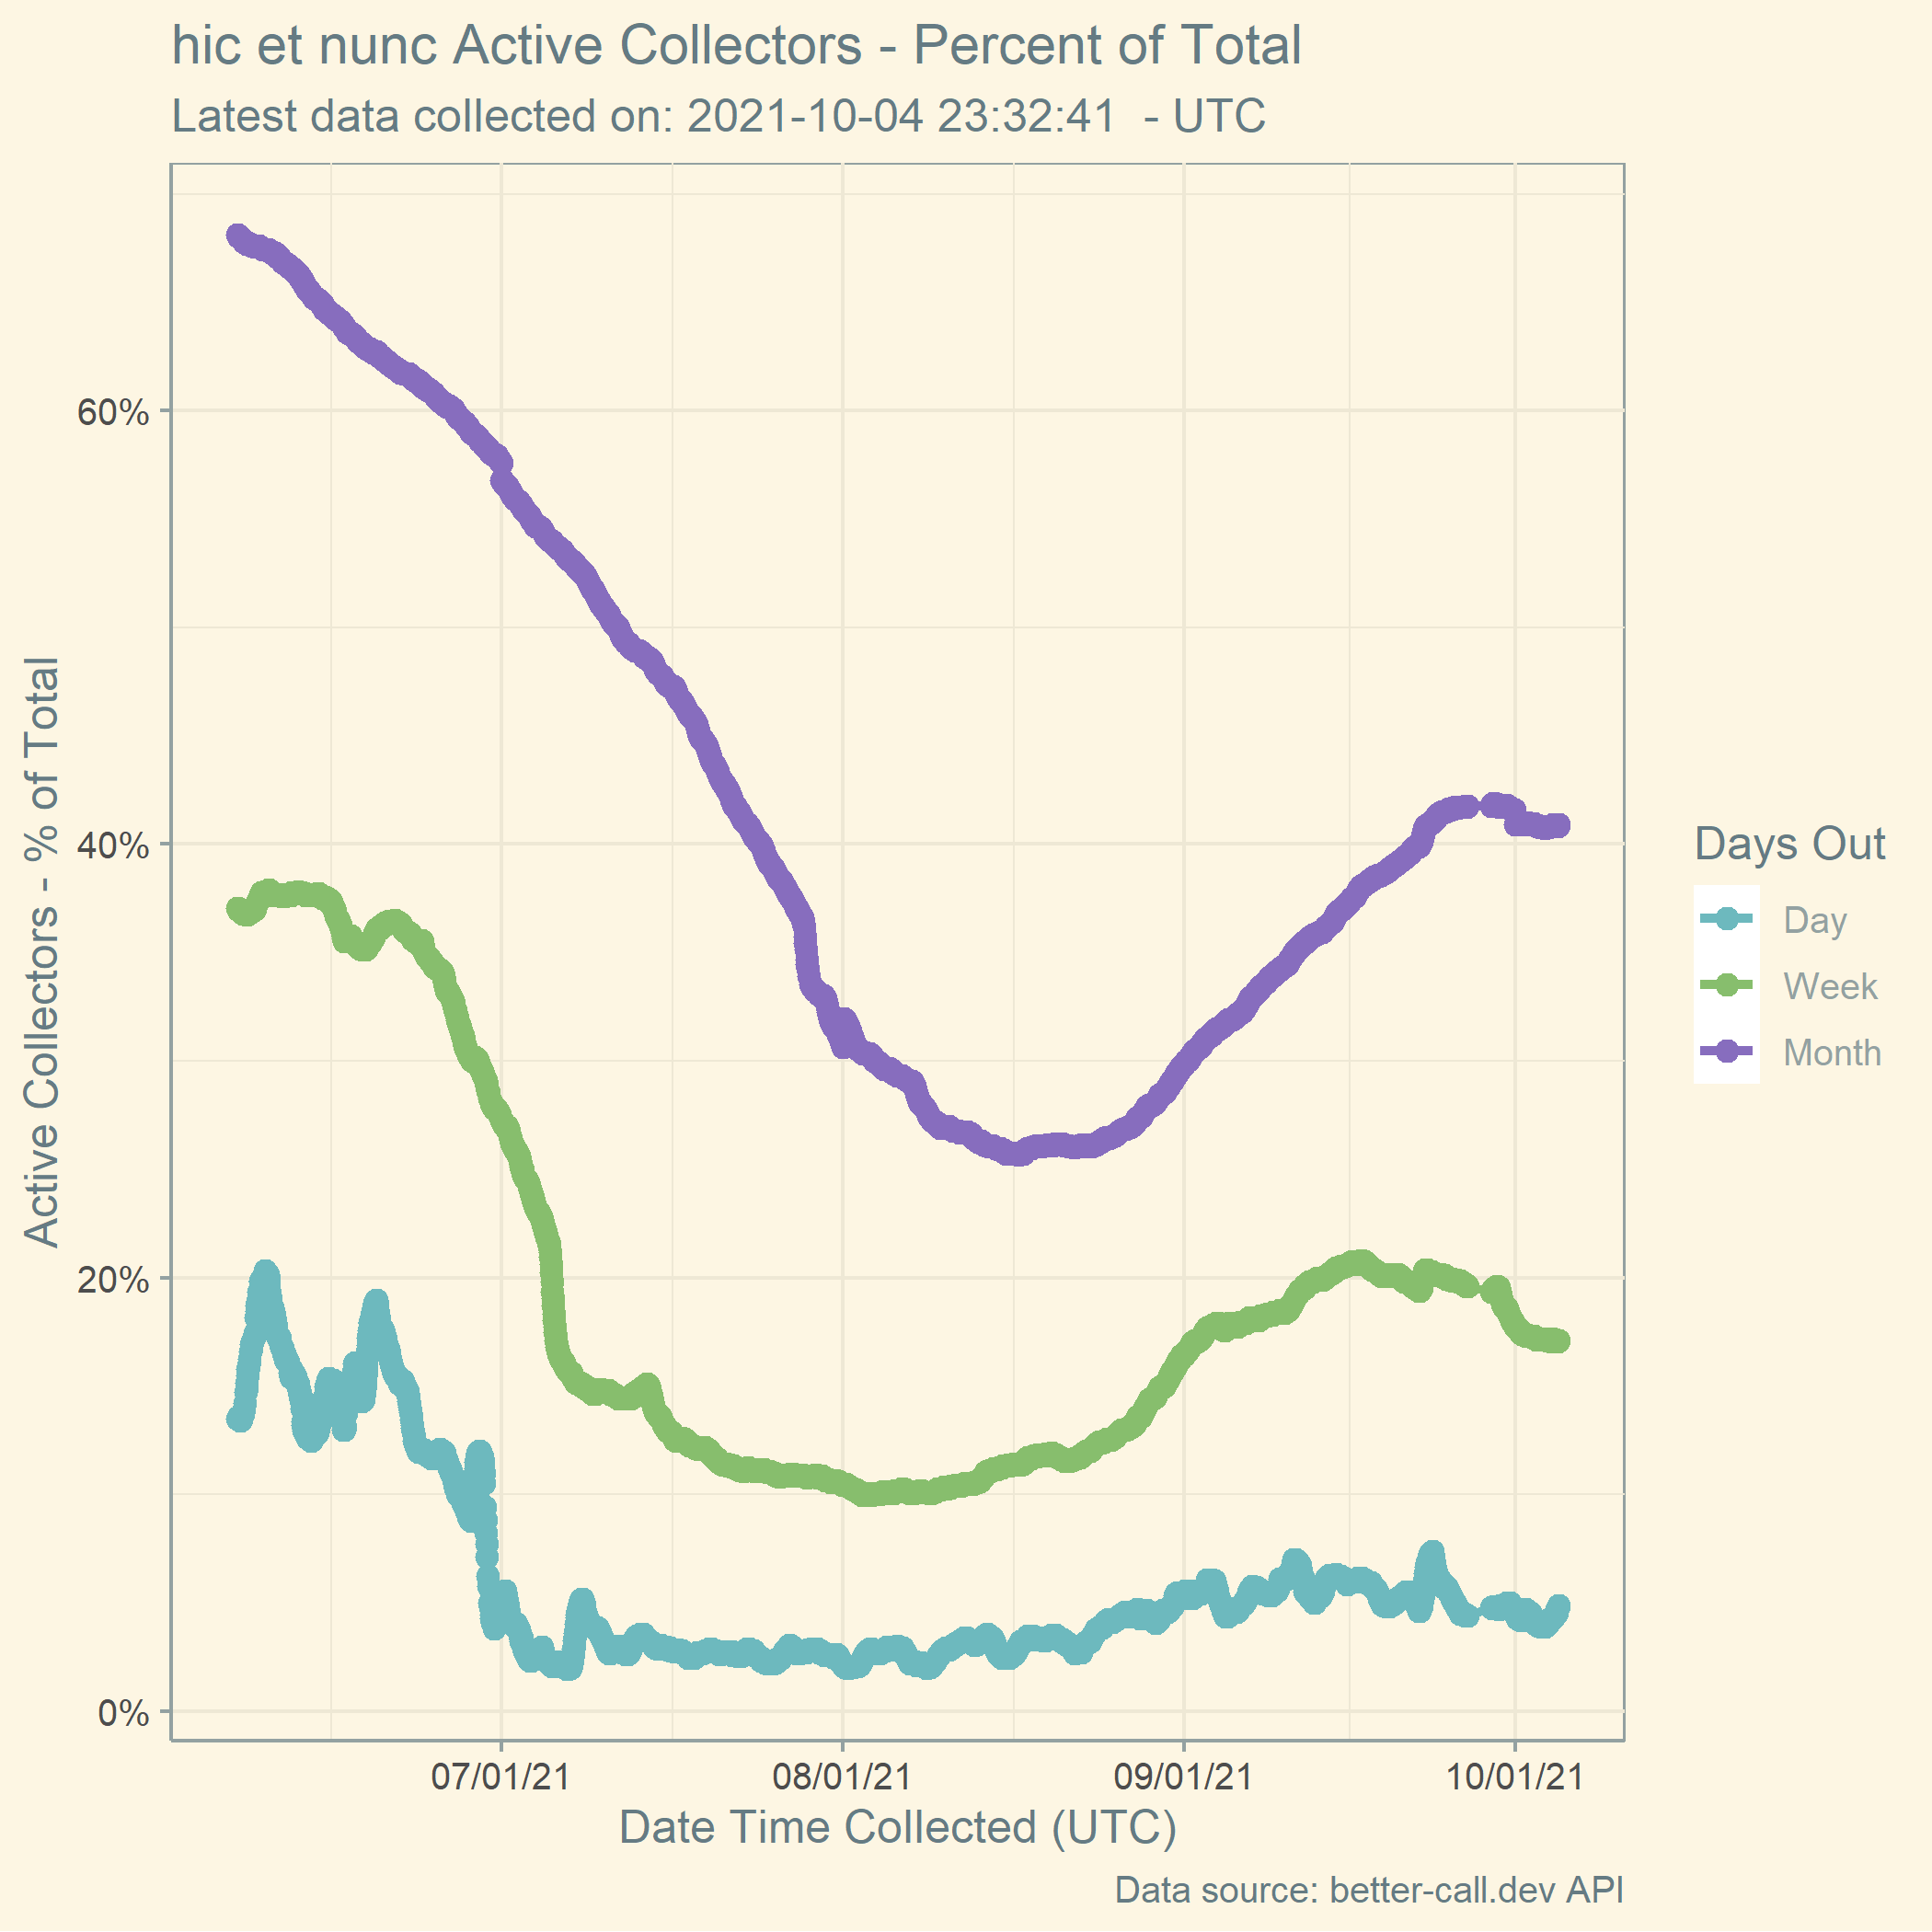 hic et nunc Active Collectors - Percent of Total
Latest data collected on: 2021-10-04 23:32:41  - UTC
Active Collectors - % of Total
60%
40%
20%
0%
07/01/21 08/01/21 09/01/21 10/01/21
Date Time Collected (UTC)
Days Out
Day
Week
Month
Data source: better-call.dev API